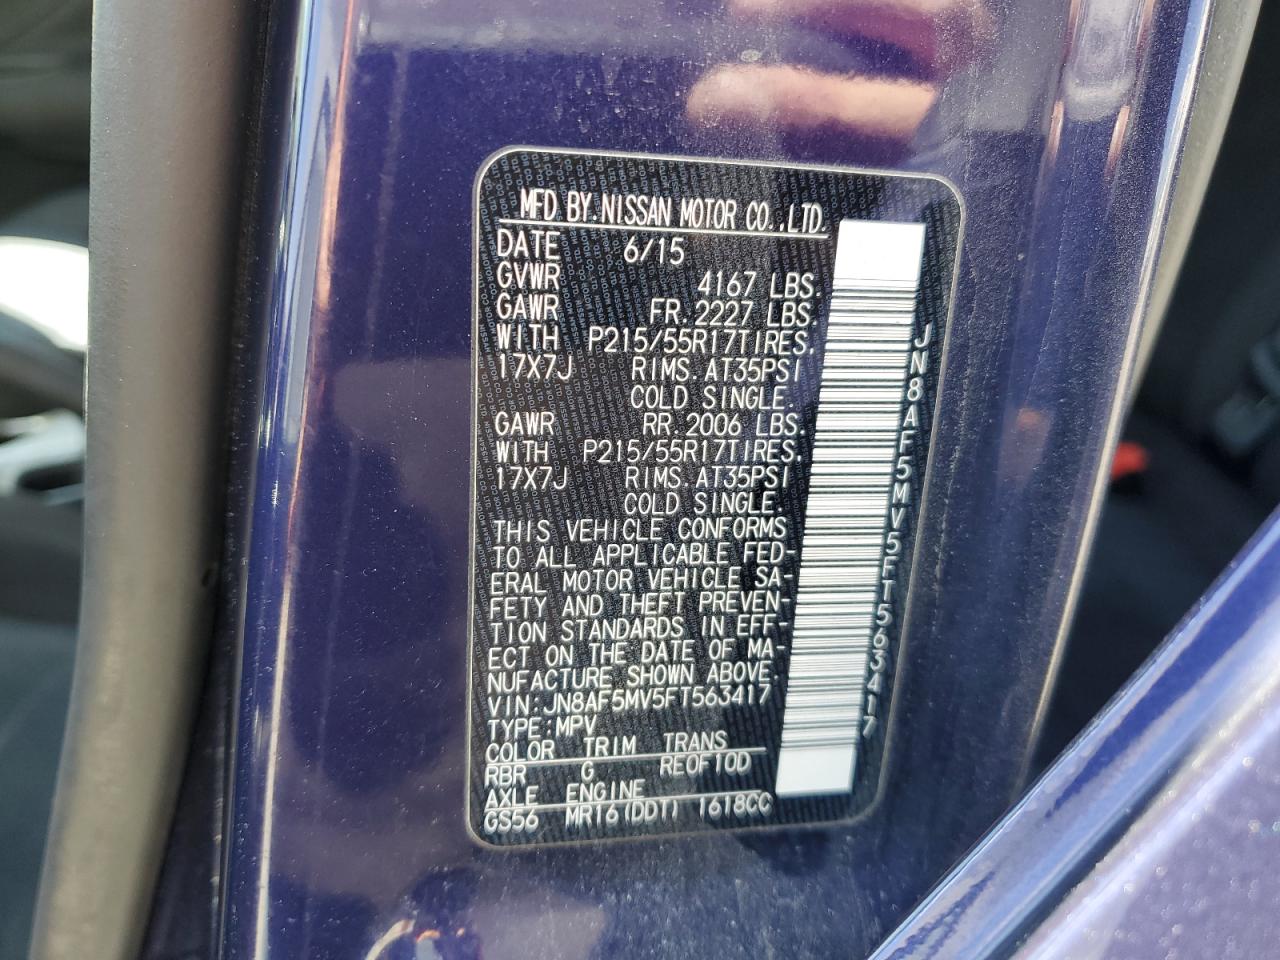 MFD BY.NISSAN MOTOR CO.,LTD.
DATE 6/15
GVWR 4167 LBS.
GAWR FR.2227 LBS.
WITH P215/55R17TIRES.
17X7J RIMS.AT35PSI
COLD SINGLE.
GAWR RR.2006 LBS.
WITH P215/55R17TIRES.
17X7J RIMS.AT35PSI
COLD SINGLE.
THIS VEHICLE CONFORMS
TO ALL APPLICABLE FED-
ERAL MOTOR VEHICLE SA-
FETY AND THEFT PREVEN-
TION STANDARDS IN EFF-
ECT ON THE DATE OF MA-
NUFACTURE SHOWN ABOVE.
VIN:JN8AF5MV5FT563417
TYPE:MPV
COLOR TRIM TRANS
RBR G RE0F10D
AXLE ENGINE
GS56 MR16(DDT) 1618CC
JN8AF5MV5FT563417